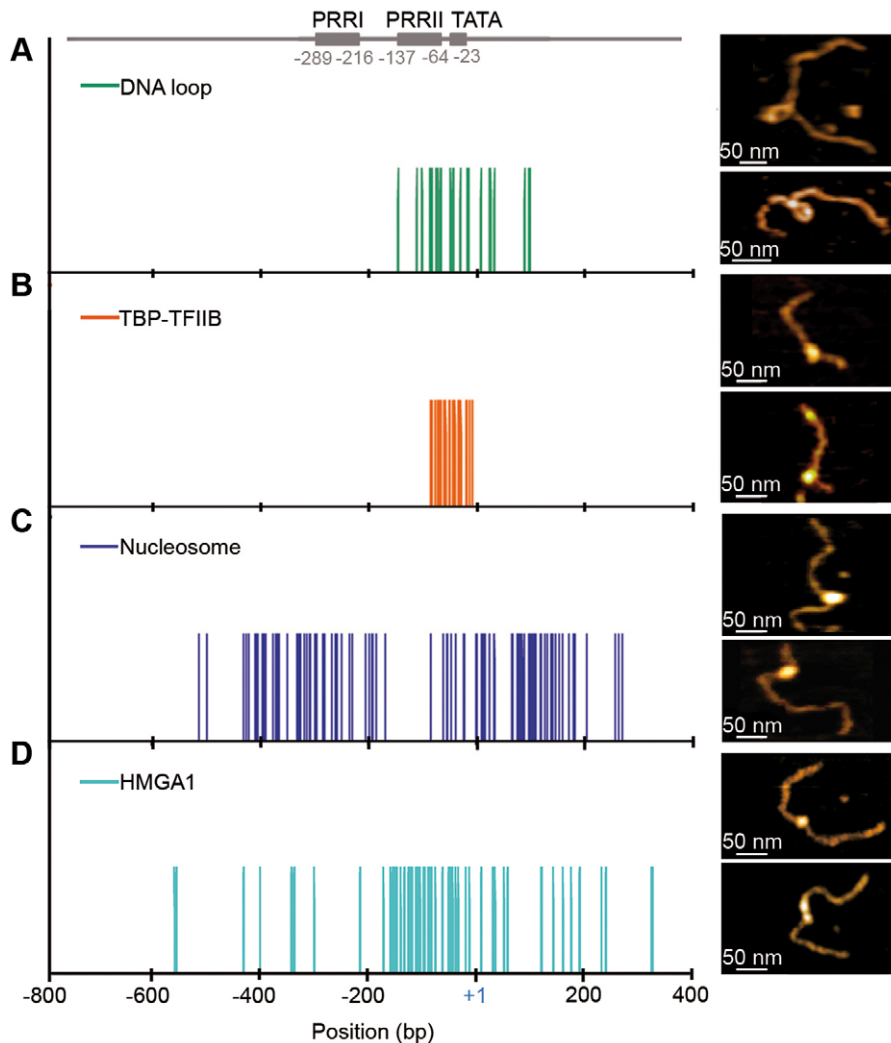 PRRI PRRII TATA
A
-289 -216 -137 -64 -23
DNA loop
50 nm
50 nm
B
TBP-TFIIB
50 nm
50 nm
C
Nucleosome
50 nm
50 nm
D
HMGA1
50 nm
50 nm
-800 -600 -400 -200 +1 200 400
Position (bp)